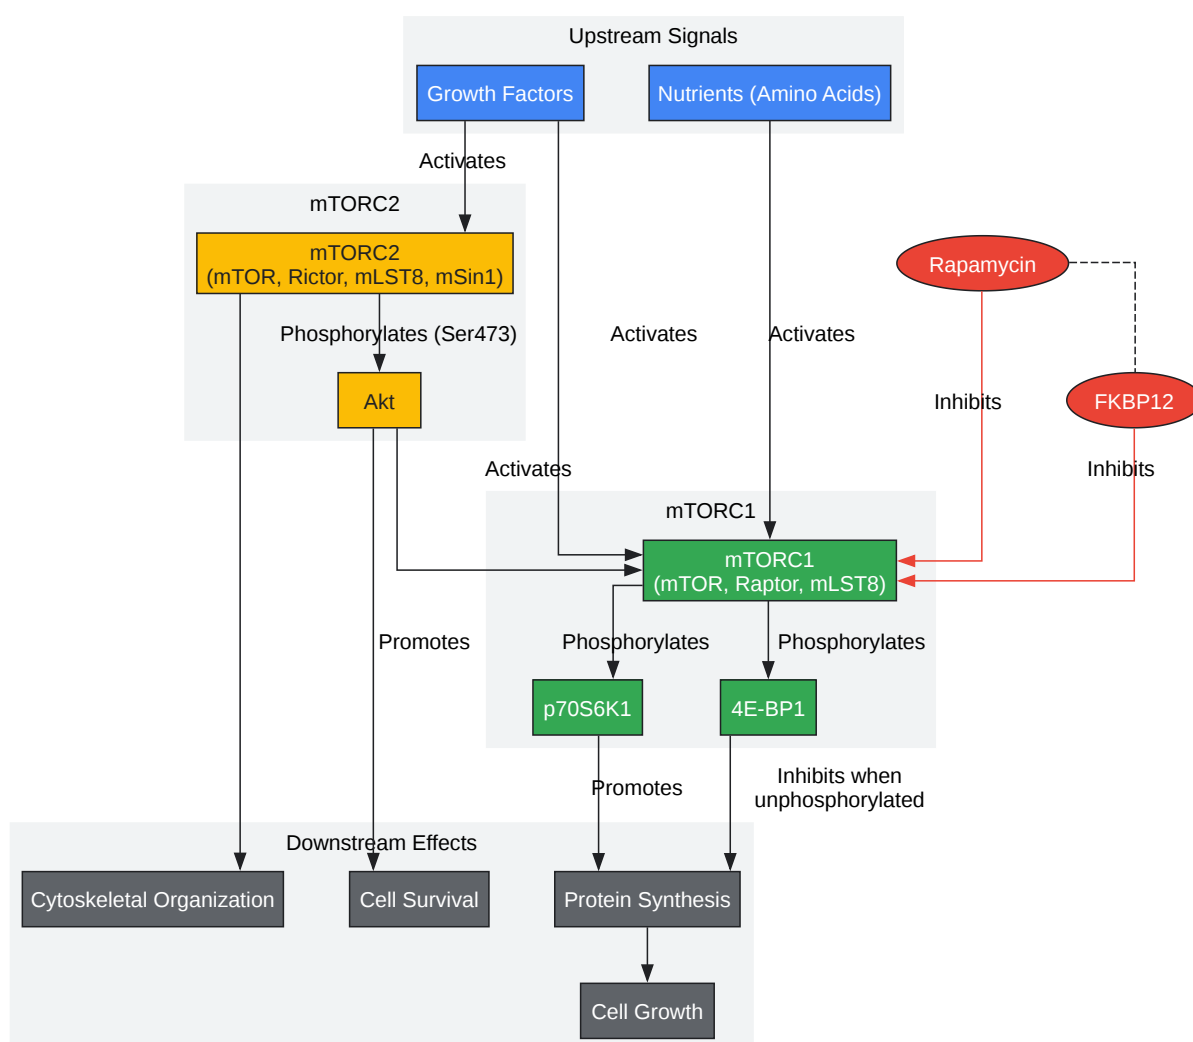 Upstream Signals
Growth Factors
Nutrients (Amino Acids)
Activates
mTORC2
mTORC2
(mTOR, Rictor, mLST8, mSin1)
Rapamycin
Phosphorylates (Ser473)
Activates
Activates
Akt
Inhibits
FKBP12
Activates
Inhibits
mTORC1
mTORC1
(mTOR, Raptor, mLST8)
Promotes
Phosphorylates
Phosphorylates
p70S6K1
4E-BP1
Promotes
Inhibits when
unphosphorylated
Downstream Effects
Cytoskeletal Organization
Cell Survival
Protein Synthesis
Cell Growth